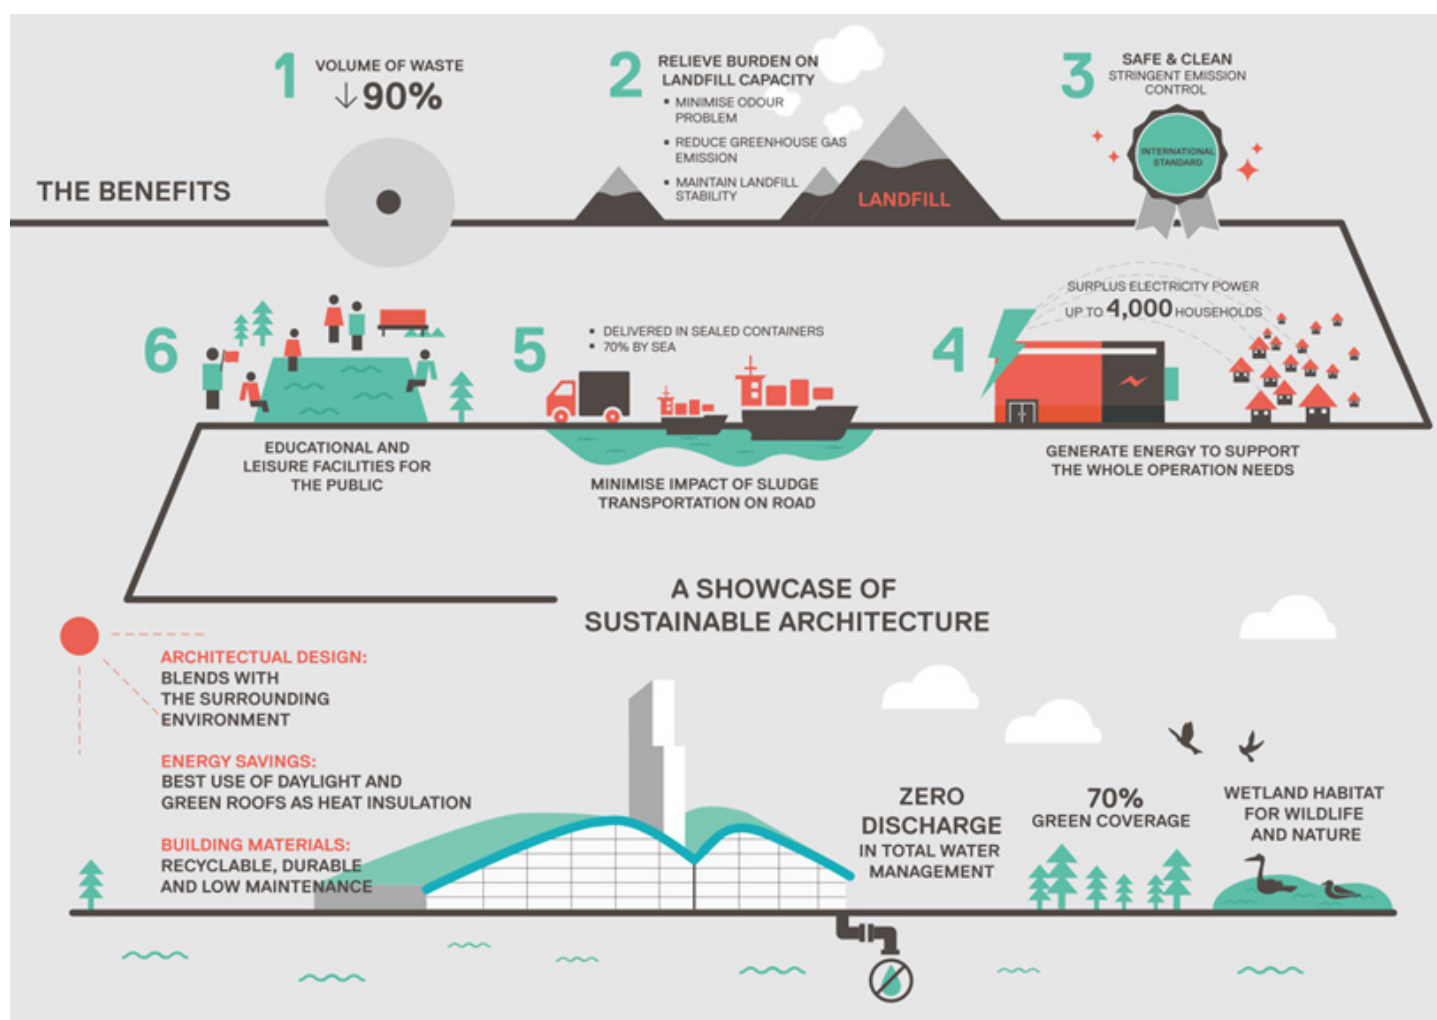 THE BENEFITS
1
VOLUME OF WASTE
↓90%
2
RELIEVE BURDEN ON
LANDFILL CAPACITY
• MINIMISE ODOUR
PROBLEM
• REDUCE GREENHOUSE GAS
EMISSION
• MAINTAIN LANDFILL
STABILITY
LANDFILL
3
SAFE & CLEAN
STRINGENT EMISSION
CONTROL
INTERNATIONAL
STANDARD
4
SURPLUS ELECTRICITY POWER
UP TO 4,000 HOUSEHOLDS
GENERATE ENERGY TO SUPPORT
THE WHOLE OPERATION NEEDS
5
• DELIVERED IN SEALED CONTAINERS
• 70% BY SEA
MINIMISE IMPACT OF SLUDGE
TRANSPORTATION ON ROAD
6
EDUCATIONAL AND
LEISURE FACILITIES FOR
THE PUBLIC
A SHOWCASE OF
SUSTAINABLE ARCHITECTURE
ARCHITECTUAL DESIGN:
BLENDS WITH
THE SURROUNDING
ENVIRONMENT
ENERGY SAVINGS:
BEST USE OF DAYLIGHT AND
GREEN ROOFS AS HEAT INSULATION
BUILDING MATERIALS:
RECYCLABLE, DURABLE
AND LOW MAINTENANCE
ZERO
DISCHARGE
IN TOTAL WATER
MANAGEMENT
70%
GREEN COVERAGE
WETLAND HABITAT
FOR WILDLIFE
AND NATURE